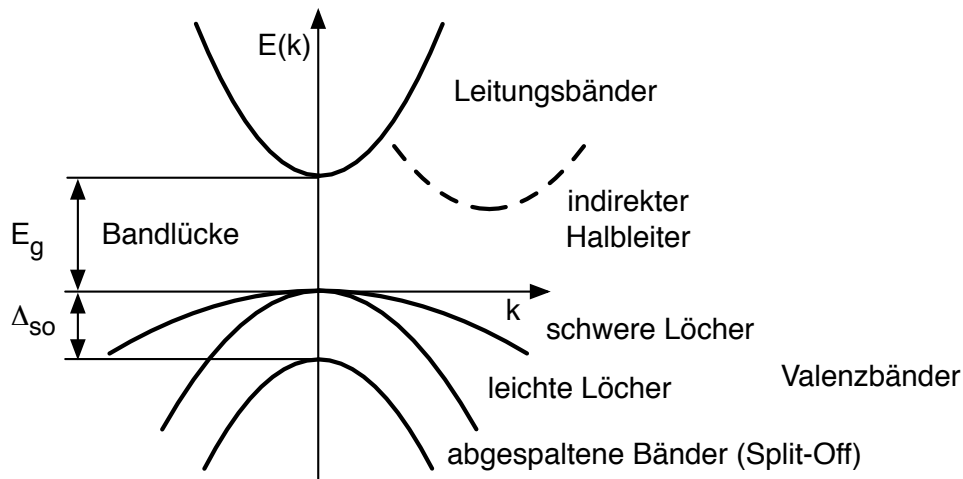 E(k)
Leitungsbänder
indirekter
Halbleiter
E_g
Bandlücke
k
Δ_so
schwere Löcher
leichte Löcher
Valenzbänder
abgespaltene Bänder (Split-Off)